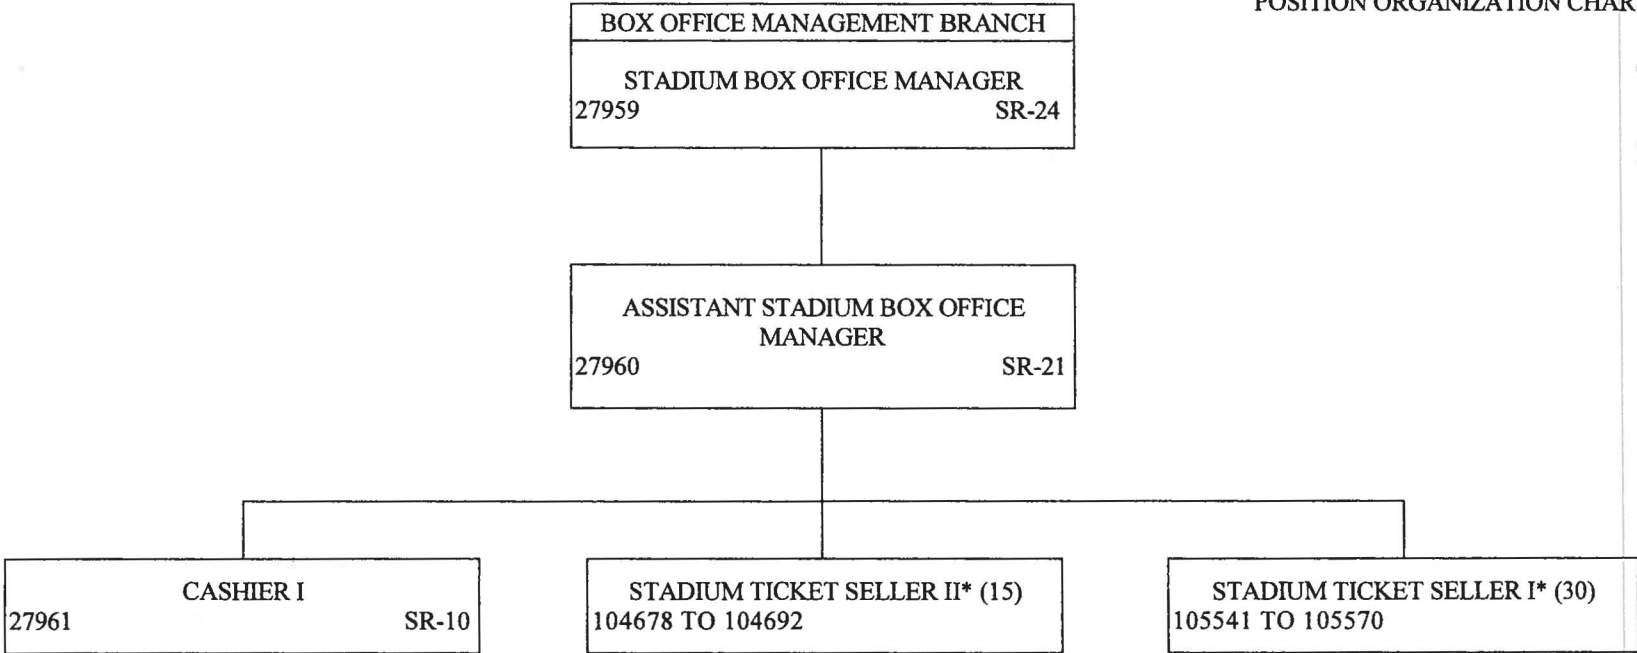 POSITION ORGANIZATION CHAR
BOX OFFICE MANAGEMENT BRANCH
STADIUM BOX OFFICE MANAGER
27959 SR-24
ASSISTANT STADIUM BOX OFFICE
MANAGER
27960 SR-21
CASHIER I
27961 SR-10
STADIUM TICKET SELLER II* (15)
104678 TO 104692
STADIUM TICKET SELLER I* (30)
105541 TO 105570